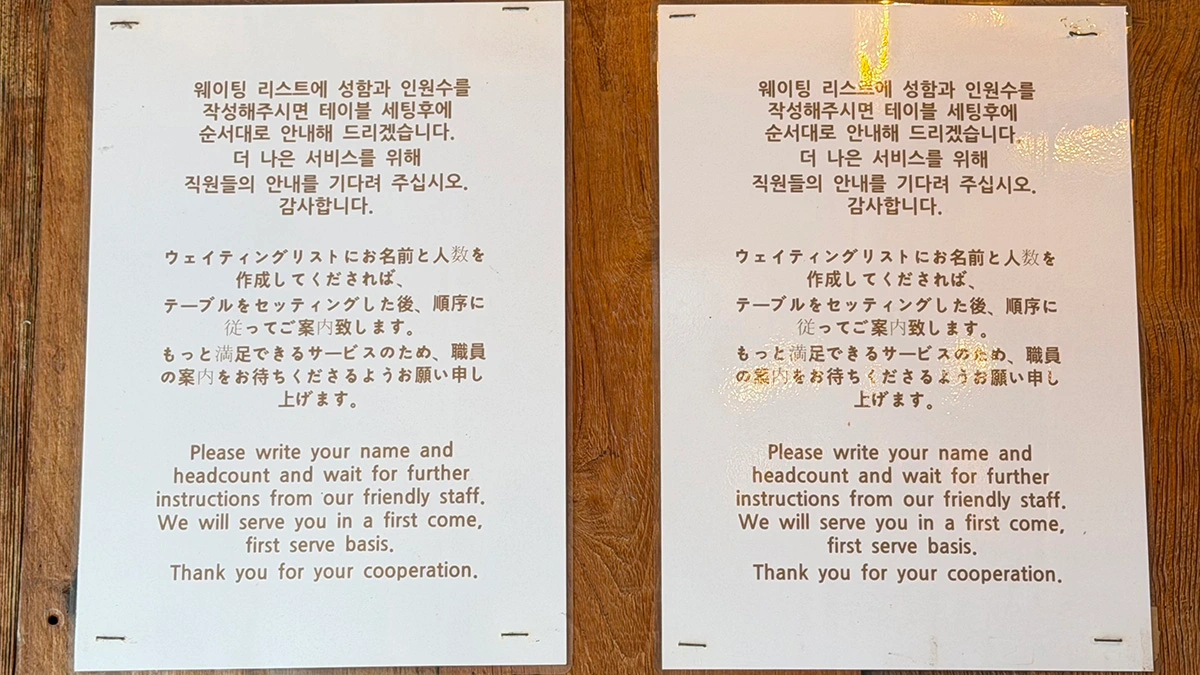 웨이팅 리스트에 성함과 인원수를
작성해주시면 테이블 세팅후에
순서대로 안내해 드리겠습니다.
더 나은 서비스를 위해
직원들의 안내를 기다려 주십시오.
감사합니다.
ウェイティングリストにお名前と人数を
作成してくだされば、
テーブルをセッティングした後、順序に
従ってご案内致します。
もっと満足できるサービスのため、職員
の案内をお待ちくださるようお願い申し
上げます。
Please write your name and
headcount and wait for further
instructions from our friendly staff.
We will serve you in a first come,
first serve basis.
Thank you for your cooperation.
웨이팅 리스트에 성함과 인원수를
작성해주시면 테이블 세팅후에
순서대로 안내해 드리겠습니다.
더 나은 서비스를 위해
직원들의 안내를 기다려 주십시오.
감사합니다.
ウェイティングリストにお名前と人数を
作成してくだされば、
テーブルをセッティングした後、順序に
従ってご案内致します。
もっと満足できるサービスのため、職員
の案内をお待ちくださるようお願い申し
上げます。
Please write your name and
headcount and wait for further
instructions from our friendly staff.
We will serve you in a first come,
first serve basis.
Thank you for your cooperation.